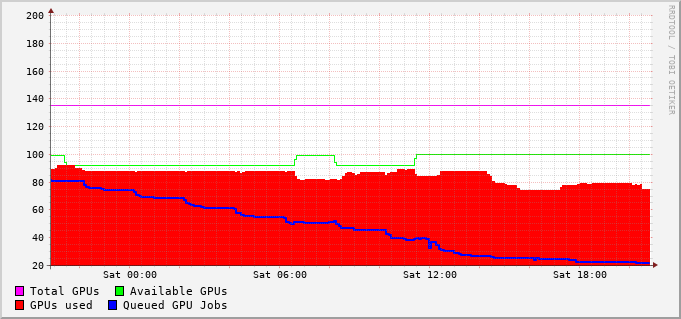 200
180
160
140
120
100
80
60
40
20
Sat 00:00 Sat 06:00 Sat 12:00 Sat 18:00
Total GPUs Available GPUs
GPUs used Queued GPU Jobs
RRDTOOL / TOBI OETIKER